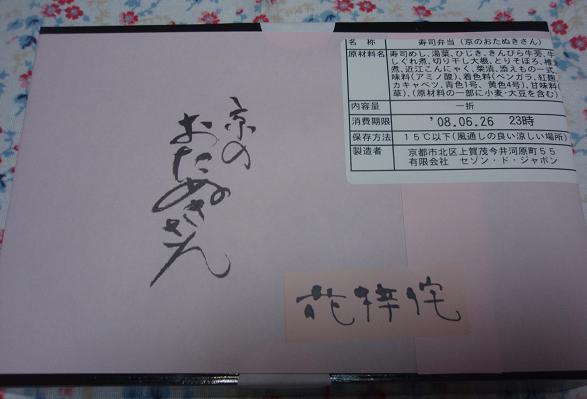 名 称 寿司弁当(京のおたぬきさん)
原材料名 寿司めし、湯葉、ひじき、きんぴら牛蒡、牛
しぐれ煮、切り干し大根、とりそぼろ、椎
煮、近江こんにゃく、柴漬、添えもの一式
味料(アミノ酸)、着色料(ベンガラ、紅麹
カキャベツ、青色1号、黄色4号)、甘味料
草)、(原材料の一部に小麦・大豆を含む)
内容量 一折
消費期限 '08.06.26 23時
保存方法 15℃以下(風通しの良い涼しい場所)
製造者 京都市北区上賀茂今井河原町55
有限会社 セゾン・ド・ジャポン
京の
おたぬきさん
花梓侘